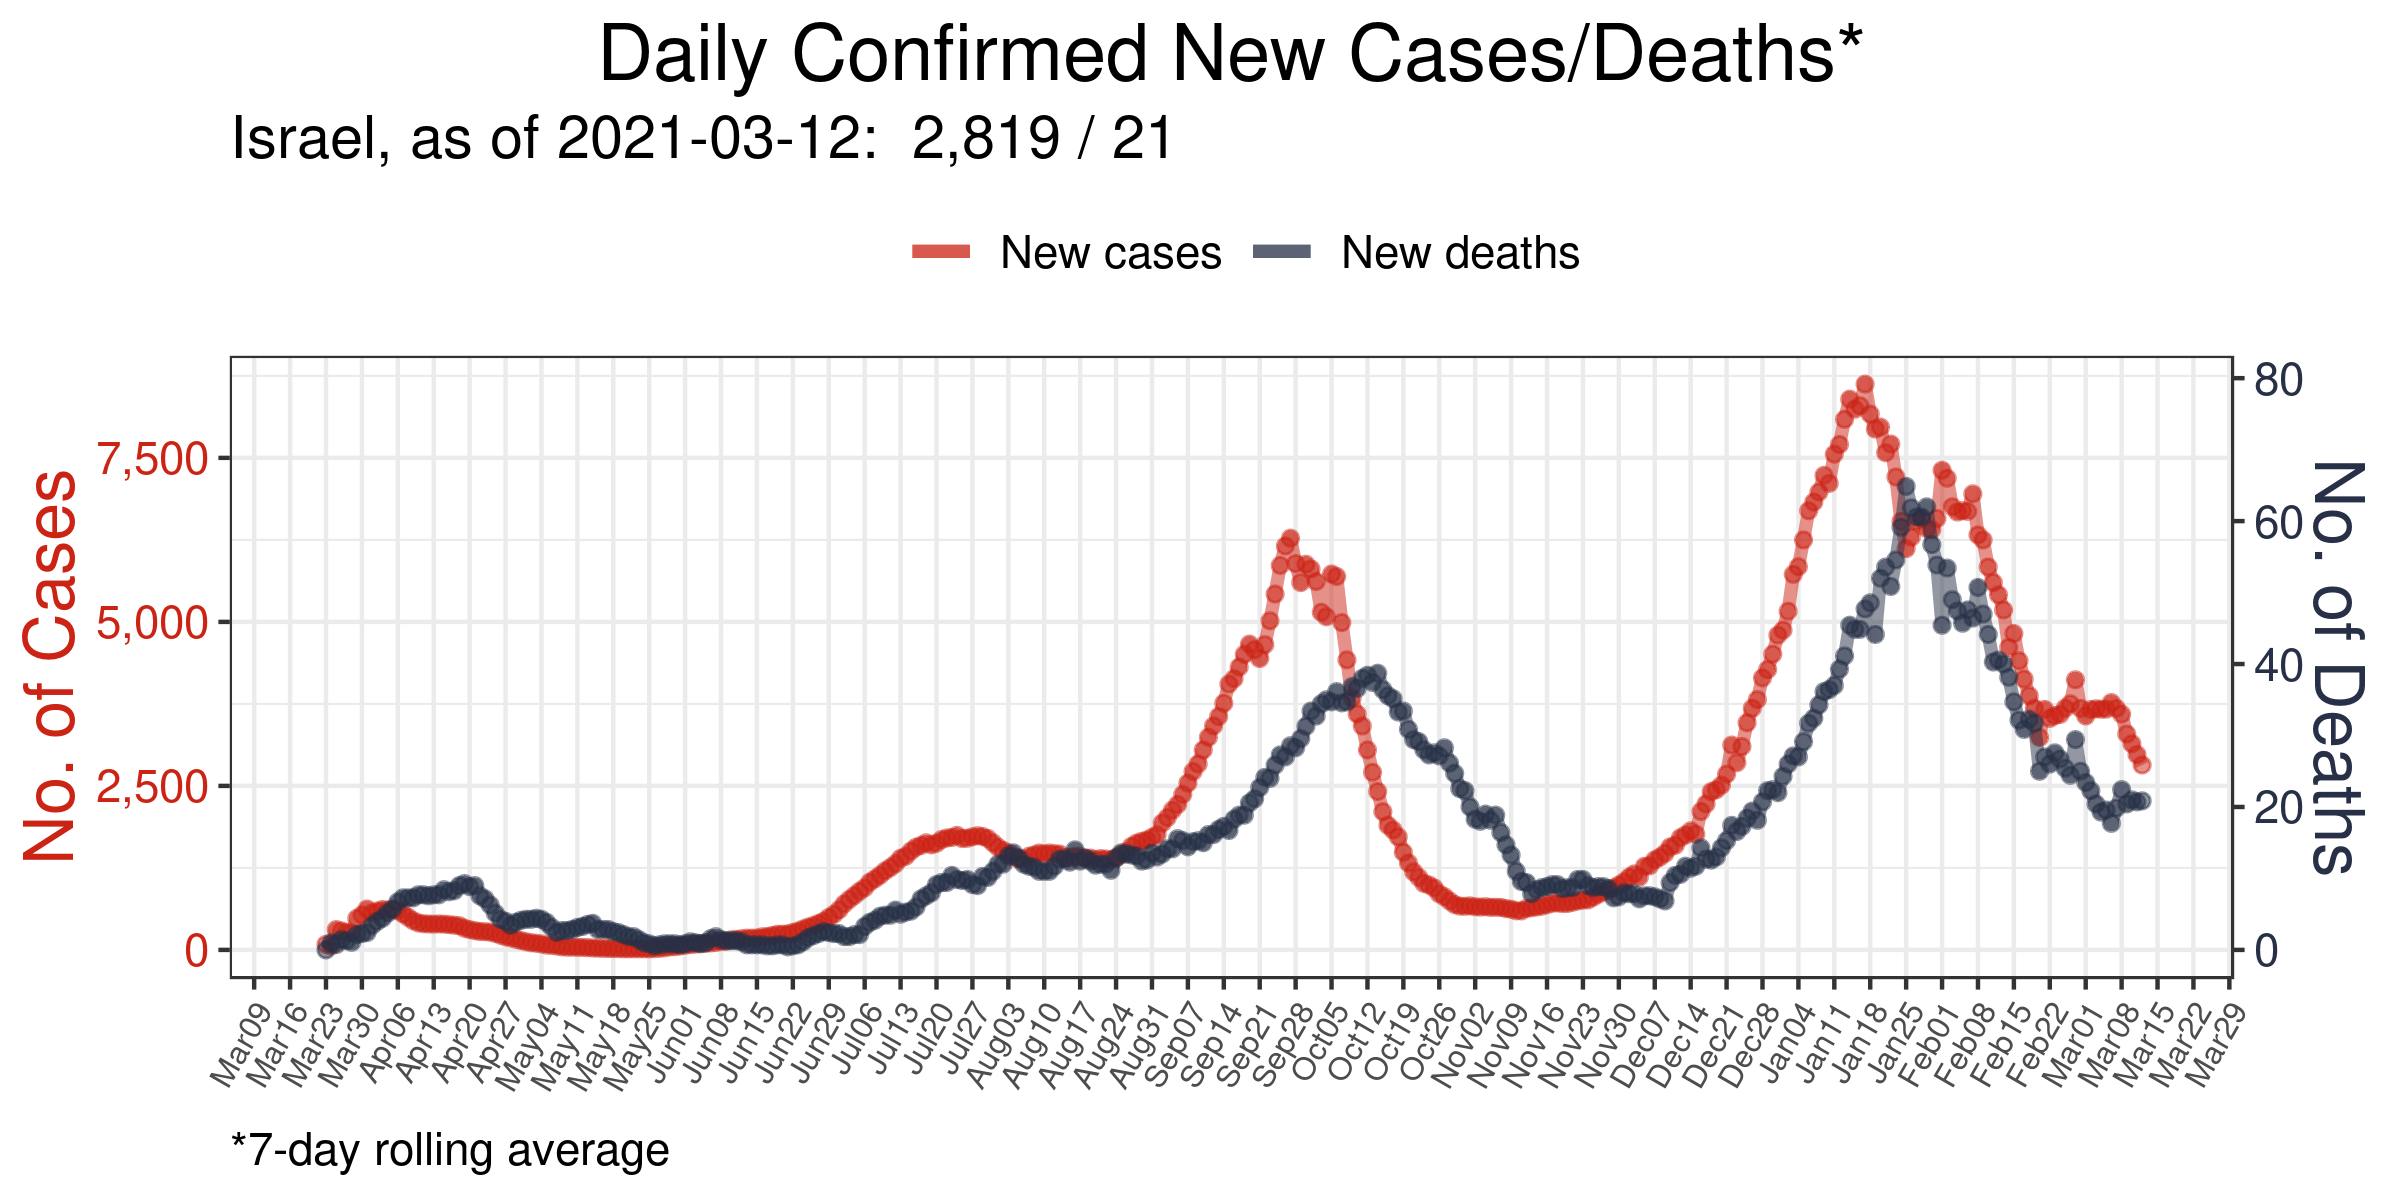 Daily Confirmed New Cases/Deaths*
Israel, as of 2021-03-12:  2,819 / 21
New cases
New deaths
No. of Cases
7,500
5,000
2,500
0
80
60
40
20
0
No. of Deaths
Mar09
Mar16
Mar23
Mar30
Apr06
Apr13
Apr20
Apr27
May04
May11
May18
May25
Jun01
Jun08
Jun15
Jun22
Jun29
Jul06
Jul13
Jul20
Jul27
Aug03
Aug10
Aug17
Aug24
Aug31
Sep07
Sep14
Sep21
Sep28
Oct05
Oct12
Oct19
Oct26
Nov02
Nov09
Nov16
Nov23
Nov30
Dec07
Dec14
Dec21
Dec28
Jan04
Jan11
Jan18
Jan25
Feb01
Feb08
Feb15
Feb22
Mar01
Mar08
Mar15
Mar22
Mar29
*7-day rolling average